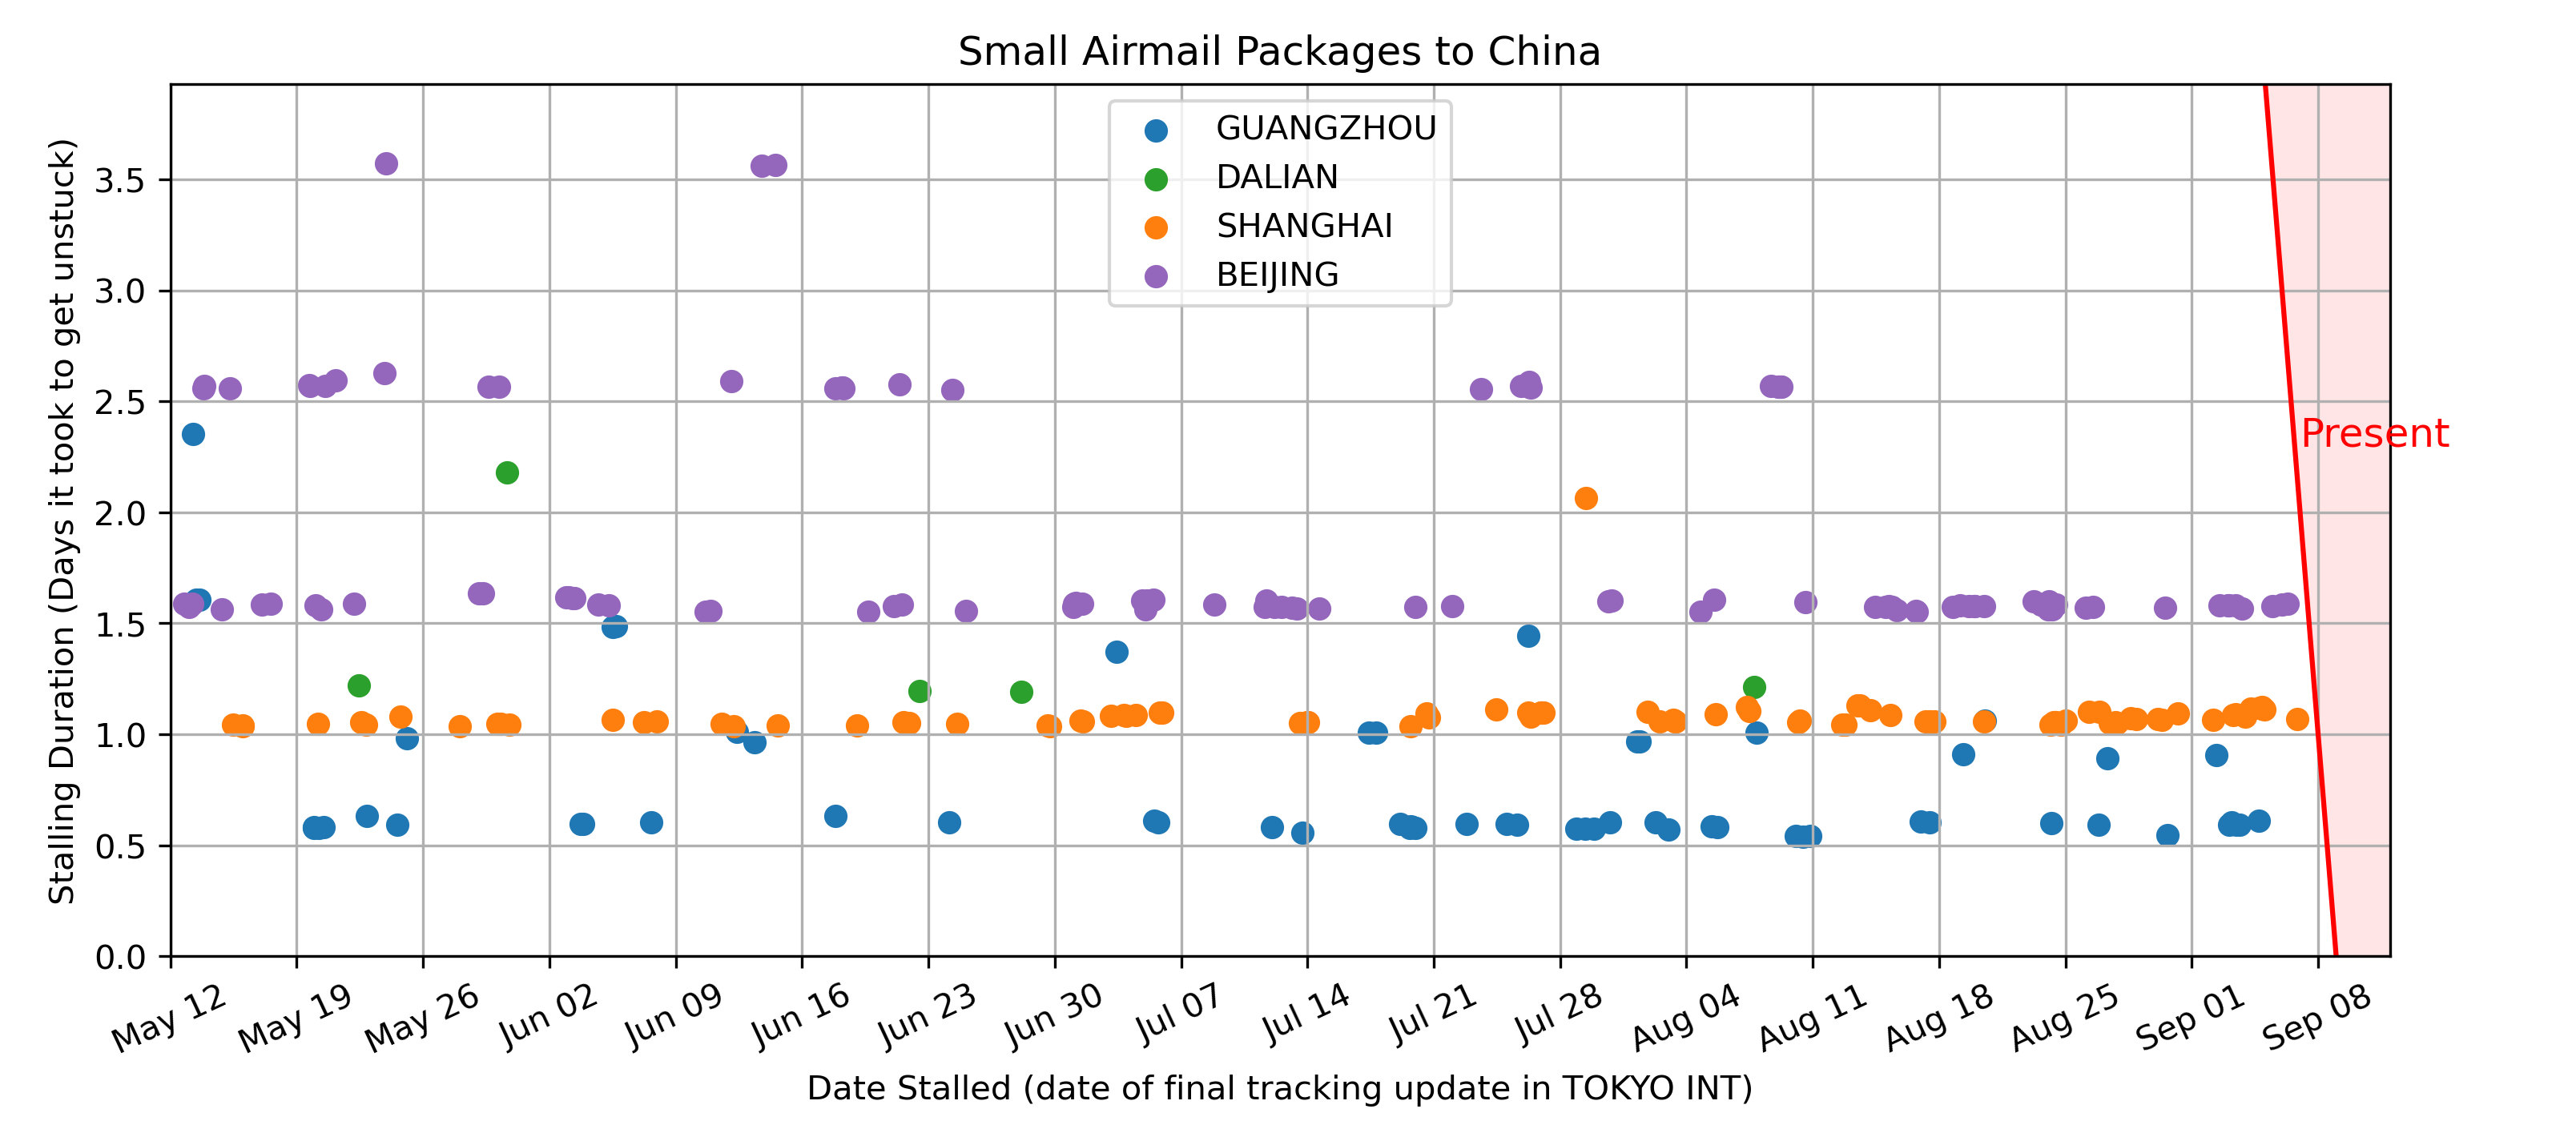 Small Airmail Packages to China
GUANGZHOU
DALIAN
SHANGHAI
BEIJING
Present
Stalling Duration (Days it took to get unstuck)
3.5
3.0
2.5
2.0
1.5
1.0
0.5
0.0
May 12
May 19
May 26
Jun 02
Jun 09
Jun 16
Jun 23
Jun 30
Jul 07
Jul 14
Jul 21
Jul 28
Aug 04
Aug 11
Aug 18
Aug 25
Sep 01
Sep 08
Date Stalled (date of final tracking update in TOKYO INT)